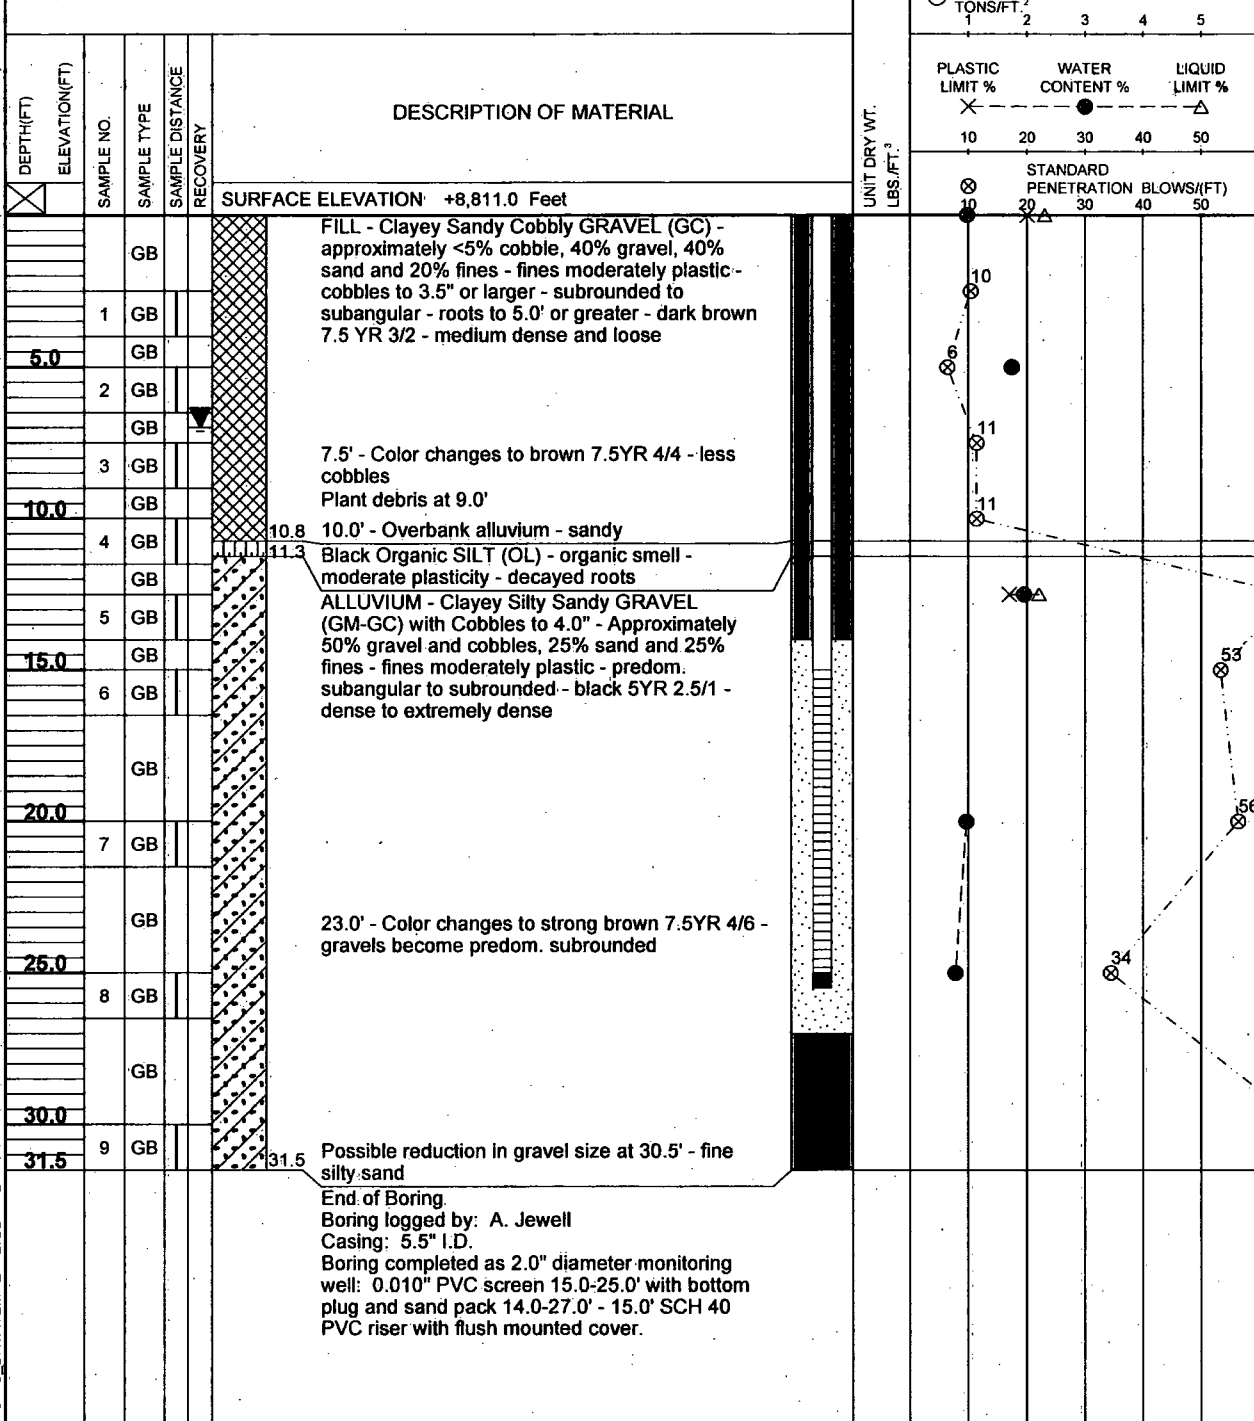 TONS/FT.²
1 2 3 4 5
PLASTIC LIMIT %
WATER CONTENT %
LIQUID LIMIT %
10 20 30 40 50
STANDARD
PENETRATION BLOWS/(FT)
DEPTH(FT)
ELEVATION(FT)
SAMPLE NO.
SAMPLE TYPE
SAMPLE DISTANCE
RECOVERY
DESCRIPTION OF MATERIAL
UNIT DRY WT.
LBS./FT.³
SURFACE ELEVATION +8,811.0 Feet
FILL - Clayey Sandy Cobbly GRAVEL (GC) -
approximately <5% cobble, 40% gravel, 40%
sand and 20% fines - fines moderately plastic -
cobbles to 3.5" or larger - subrounded to
subangular - roots to 5.0' or greater - dark brown
7.5 YR 3/2 - medium dense and loose
GB
1 GB
10
GB
5.0
6
2 GB
GB
11
7.5' - Color changes to brown 7.5YR 4/4 - less
cobbles
3 GB
Plant debris at 9.0'
GB
10.0
11
10.8
10.0' - Overbank alluvium - sandy
4 GB
11.3
Black Organic SILT (OL) - organic smell -
moderate plasticity - decayed roots
GB
ALLUVIUM - Clayey Silty Sandy GRAVEL
(GM-GC) with Cobbles to 4.0" - Approximately
50% gravel and cobbles, 25% sand and 25%
fines - fines moderately plastic - predom.
subangular to subrounded - black 5YR 2.5/1 -
dense to extremely dense
5 GB
GB
15.0
53
6 GB
GB
20.0
56
7 GB
GB
23.0' - Color changes to strong brown 7.5YR 4/6 -
gravels become predom. subrounded
25.0
34
8 GB
GB
30.0
9 GB
31.5
31.5
Possible reduction in gravel size at 30.5' - fine
silty sand
End of Boring.
Boring logged by: A. Jewell
Casing: 5.5" I.D.
Boring completed as 2.0" diameter monitoring
well: 0.010" PVC screen 15.0-25.0' with bottom
plug and sand pack 14.0-27.0' - 15.0' SCH 40
PVC riser with flush mounted cover.